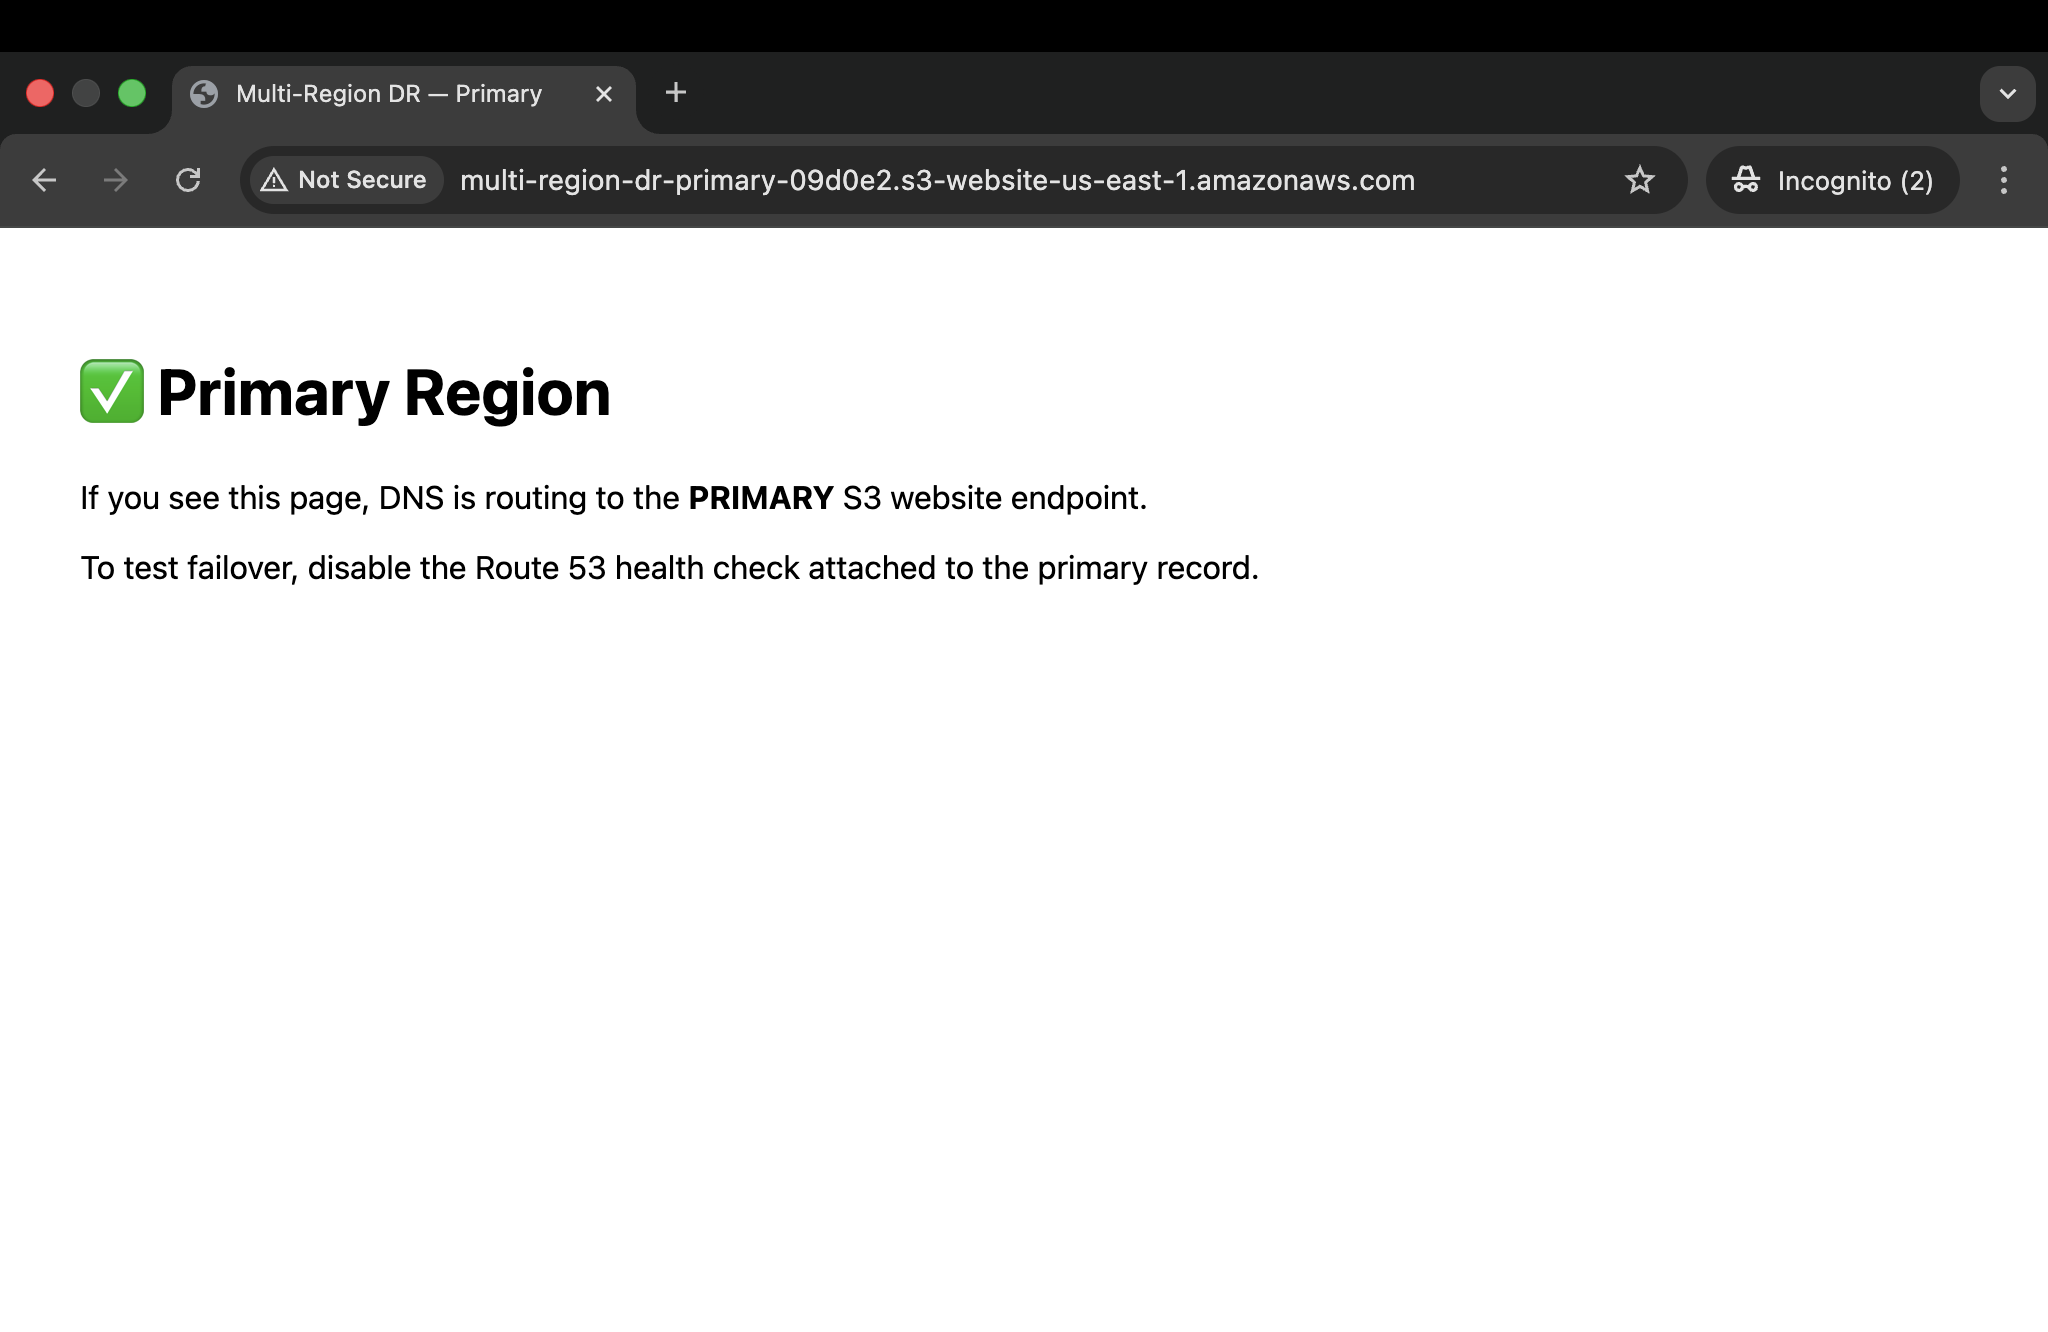 Multi-Region DR — Primary
Not Secure multi-region-dr-primary-09d0e2.s3-website-us-east-1.amazonaws.com Incognito (2)
✅ Primary Region
If you see this page, DNS is routing to the PRIMARY S3 website endpoint.
To test failover, disable the Route 53 health check attached to the primary record.